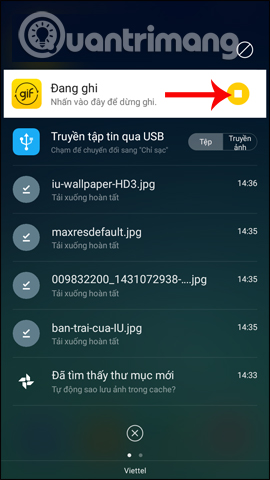 Quantrimang
gif
Đang ghi
Nhấn vào đây để dừng ghi.
Truyền tập tin qua USB
Chạm để chuyển đổi sang "Chỉ sạc"
Tệp
Truyền ảnh
iu-wallpaper-HD3.jpg
14:36
Tải xuống hoàn tất
maxresdefault.jpg
14:35
Tải xuống hoàn tất
009832200_1431072938-....jpg
14:35
Tải xuống hoàn tất
ban-trai-cua-IU.jpg
14:35
Tải xuống hoàn tất
Đã tìm thấy thư mục mới
14:33
Tự động sao lưu ảnh trong cache?
Viettel